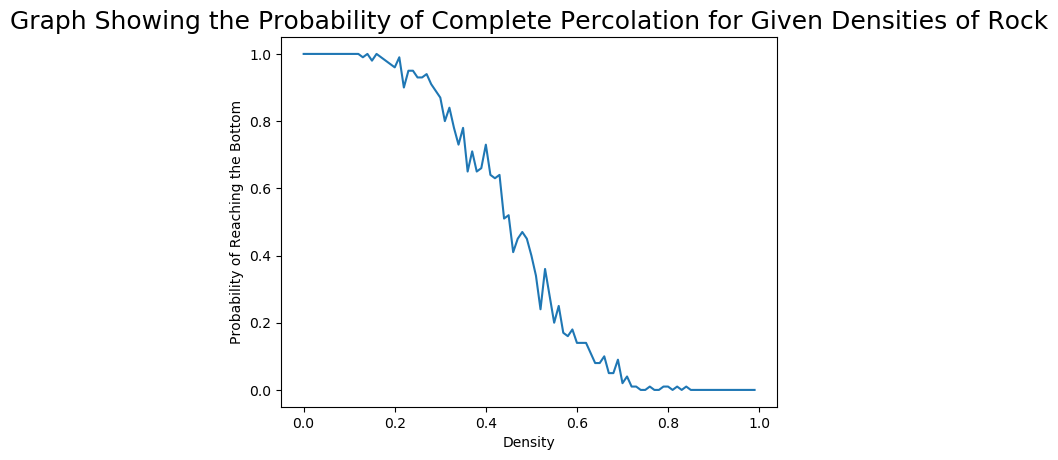 Graph Showing the Probability of Complete Percolation for Given Densities of Rock
Probability of Reaching the Bottom
1.0
0.8
0.6
0.4
0.2
0.0
0.0 0.2 0.4 0.6 0.8 1.0
Density